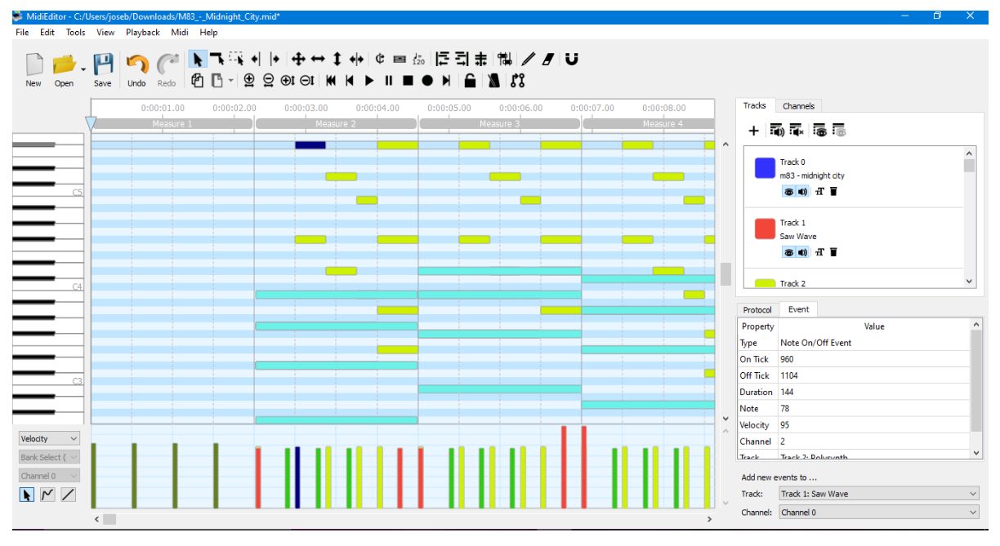 MidiEditor - C:/Users/joseb/Downloads/M83_-_Midnight_City.mid*
File Edit Tools View Playback Midi Help
New Open Save Undo Redo
0:00:01.00 0:00:02.00 0:00:03.00 0:00:04.00 0:00:05.00 0:00:06.00 0:00:07.00 0:00:08.00
Measure 1 Measure 2 Measure 3 Measure 4
C5
C4
C3
Velocity
Bank Select (
Channel 0
Tracks Channels
Track 0
m83 - midnight city
Track 1
Saw Wave
Track 2
Protocol Event
Property Value
Type Note On/Off Event
On Tick 960
Off Tick 1104
Duration 144
Note 78
Velocity 95
Channel 2
Track Track 2: Polysynth
Add new events to ...
Track: Track 1: Saw Wave
Channel: Channel 0